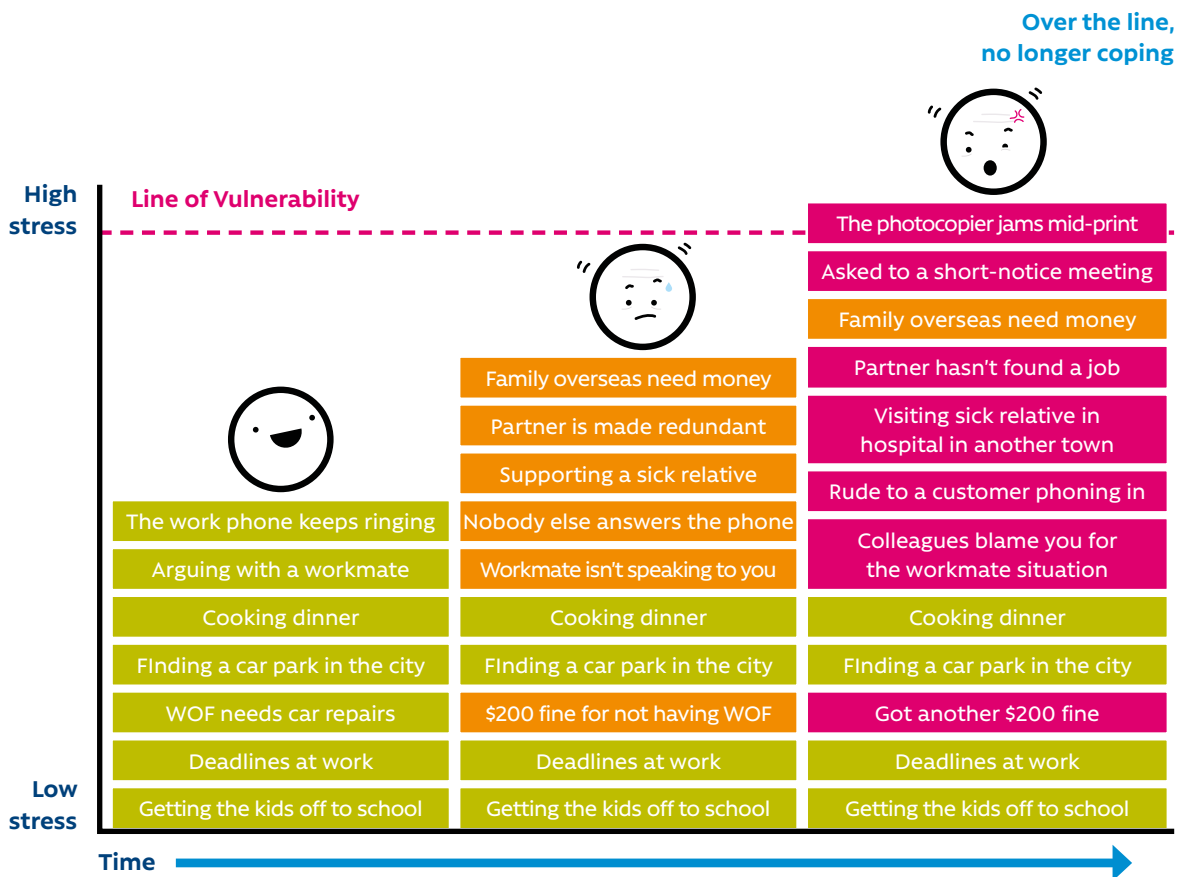 Over the line,
no longer coping
High
stress
Line of Vulnerability
The work phone keeps ringing
Arguing with a workmate
Cooking dinner
FInding a car park in the city
WOF needs car repairs
Deadlines at work
Getting the kids off to school
Family overseas need money
Partner is made redundant
Supporting a sick relative
Nobody else answers the phone
Workmate isn't speaking to you
Cooking dinner
FInding a car park in the city
$200 fine for not having WOF
Deadlines at work
Getting the kids off to school
The photocopier jams mid-print
Asked to a short-notice meeting
Family overseas need money
Partner hasn't found a job
Visiting sick relative in
hospital in another town
Rude to a customer phoning in
Colleagues blame you for
the workmate situation
Cooking dinner
FInding a car park in the city
Got another $200 fine
Deadlines at work
Getting the kids off to school
Low
stress
Time